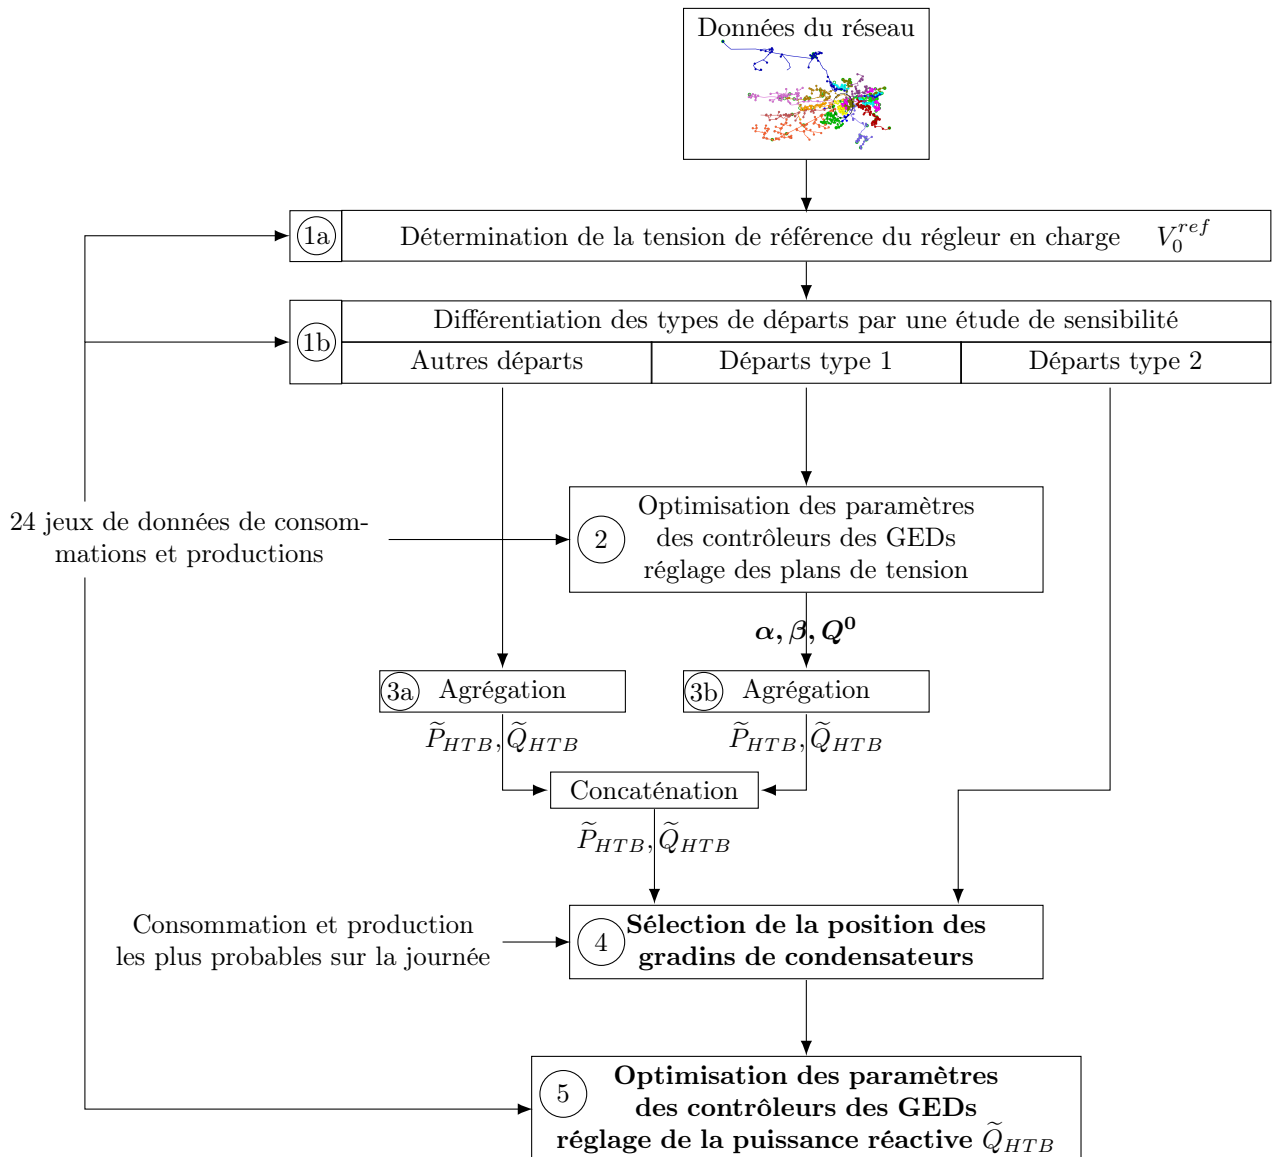 Données du réseau
1a
Détermination de la tension de référence du régleur en charge V_0^{ref}
1b
Différentiation des types de départs par une étude de sensibilité
Autres départs
Départs type 1
Départs type 2
24 jeux de données de consom-
mations et productions
2
Optimisation des paramètres
des contrôleurs des GEDs
réglage des plans de tension
α, β, Q⁰
3a
Agrégation
3b
Agrégation
P̃_{HTB}, Q̃_{HTB}
P̃_{HTB}, Q̃_{HTB}
Concaténation
P̃_{HTB}, Q̃_{HTB}
Consommation et production
les plus probables sur la journée
4
Sélection de la position des
gradins de condensateurs
5
Optimisation des paramètres
des contrôleurs des GEDs
réglage de la puissance réactive Q̃_{HTB}